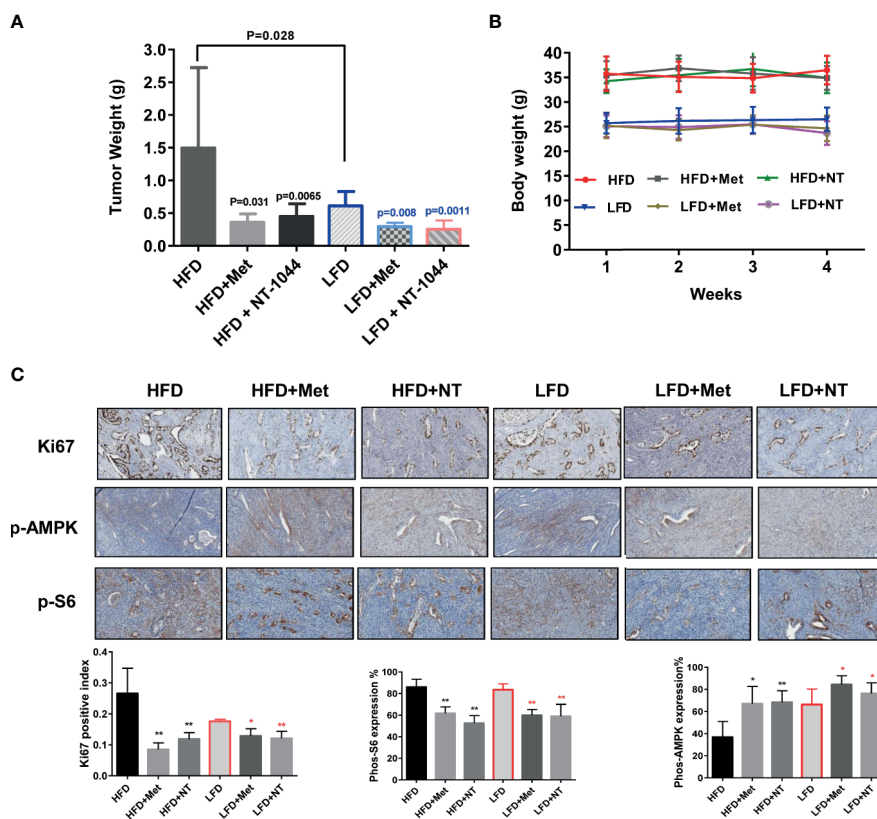 A
P=0.028
Tumor Weight (g)
3.0
2.5
2.0
1.5
1.0
0.5
0.0
P=0.031
p=0.0065
p=0.008
p=0.0011
HFD
HFD+Met
HFD + NT-1044
LFD
LFD+Met
LFD + NT-1044
B
Body weight (g)
40
35
30
25
20
15
10
5
0
HFD
HFD+Met
HFD+NT
LFD
LFD+Met
LFD+NT
1
2
3
4
Weeks
C
HFD
HFD+Met
HFD+NT
LFD
LFD+Met
LFD+NT
Ki67
p-AMPK
p-S6
Ki67 positive index
0.4
0.3
0.2
0.1
0.0
**
**
*
**
HFD
HFD+Met
HFD+NT
LFD
LFD+Met
LFD+NT
Phos-S6 expression %
100
80
60
40
20
0
**
**
**
**
HFD
HFD+Met
HFD+NT
LFD
LFD+Met
LFD+NT
Phos-AMPK expression%
100
80
60
40
20
0
*
**
*
*
HFD
HFD+Met
HFD+NT
LFD
LFD+Met
LFD+NT